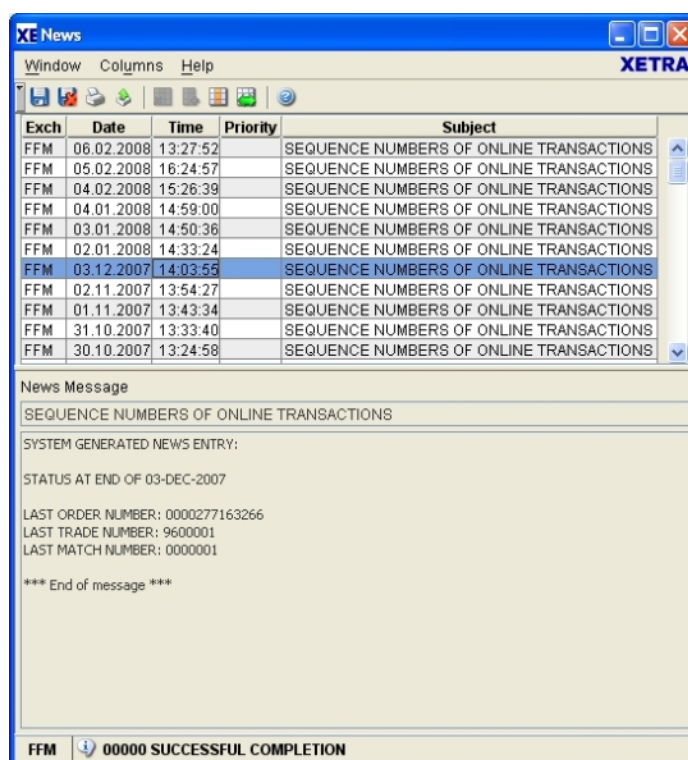 XE News
Window Columns Help XETRA
Exch Date Time Priority Subject
FFM 06.02.2008 13:27:52 SEQUENCE NUMBERS OF ONLINE TRANSACTIONS
FFM 05.02.2008 16:24:57 SEQUENCE NUMBERS OF ONLINE TRANSACTIONS
FFM 04.02.2008 15:26:39 SEQUENCE NUMBERS OF ONLINE TRANSACTIONS
FFM 04.01.2008 14:59:00 SEQUENCE NUMBERS OF ONLINE TRANSACTIONS
FFM 03.01.2008 14:50:36 SEQUENCE NUMBERS OF ONLINE TRANSACTIONS
FFM 02.01.2008 14:33:24 SEQUENCE NUMBERS OF ONLINE TRANSACTIONS
FFM 03.12.2007 14:03:55 SEQUENCE NUMBERS OF ONLINE TRANSACTIONS
FFM 02.11.2007 13:54:27 SEQUENCE NUMBERS OF ONLINE TRANSACTIONS
FFM 01.11.2007 13:43:34 SEQUENCE NUMBERS OF ONLINE TRANSACTIONS
FFM 31.10.2007 13:33:40 SEQUENCE NUMBERS OF ONLINE TRANSACTIONS
FFM 30.10.2007 13:24:58 SEQUENCE NUMBERS OF ONLINE TRANSACTIONS
News Message
SEQUENCE NUMBERS OF ONLINE TRANSACTIONS
SYSTEM GENERATED NEWS ENTRY:
STATUS AT END OF 03-DEC-2007
LAST ORDER NUMBER: 0000277163266
LAST TRADE NUMBER: 9600001
LAST MATCH NUMBER: 0000001
*** End of message ***
FFM 00000 SUCCESSFUL COMPLETION